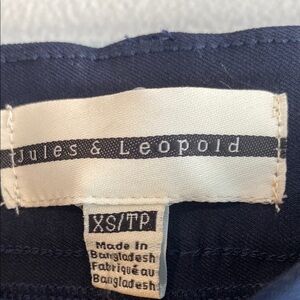 Jules & Leopold
XS/TP
Made in
Bangladesh
Fabriqué au
Bangladesh